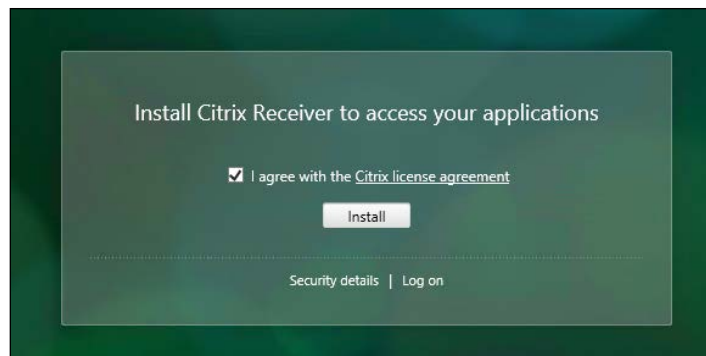 Install Citrix Receiver to access your applications
I agree with the Citrix license agreement
Install
Security details | Log on